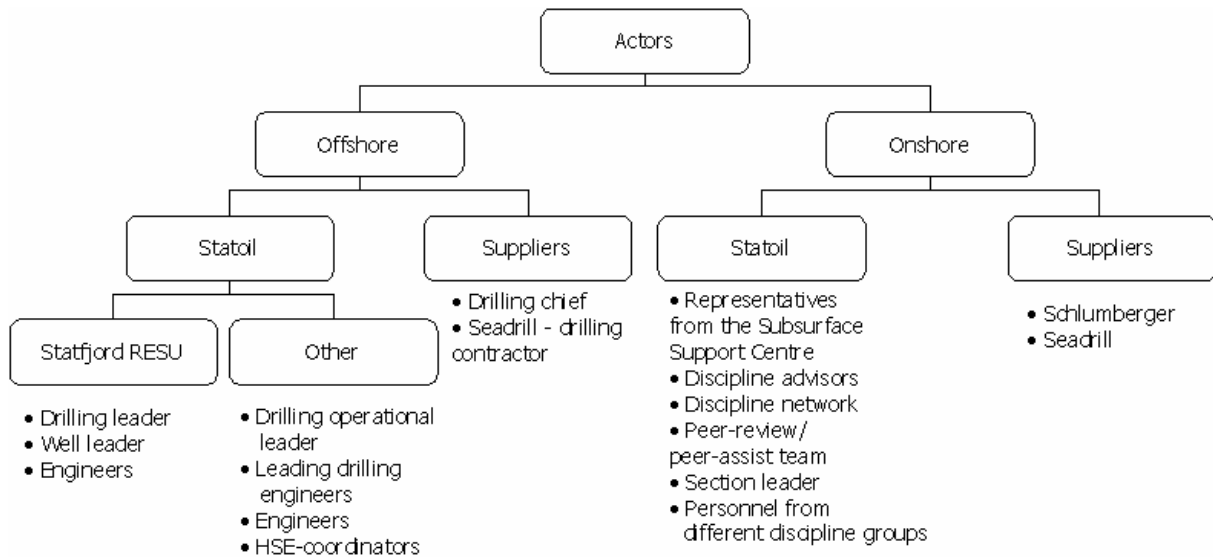 Actors
Offshore
Onshore
Statoil
Suppliers
Statoil
Suppliers
Statfjord RESU
Other
• Drilling leader
• Well leader
• Engineers
• Drilling operational
leader
• Leading drilling
engineers
• Engineers
• HSE-coordinators
• Drilling chief
• Seadrill - drilling
contractor
• Representatives
from the Subsurface
Support Centre
• Discipline advisors
• Discipline network
• Peer-review/
peer-assist team
• Section leader
• Personnel from
different discipline groups
• Schlumberger
• Seadrill